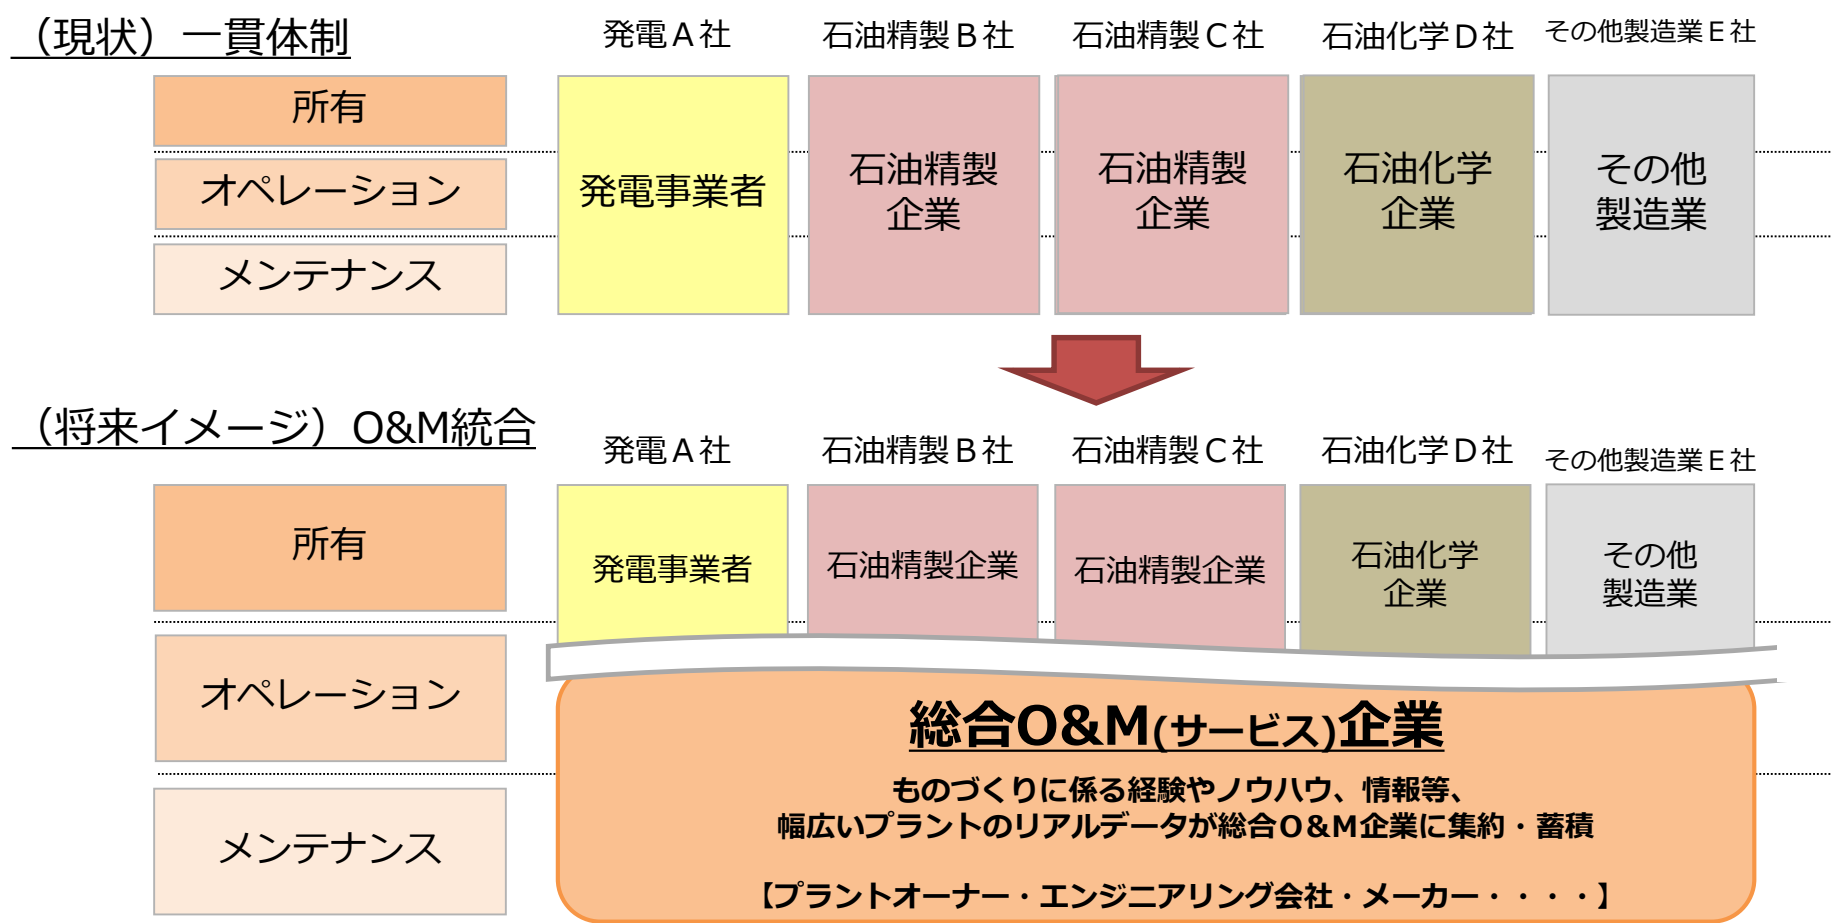 （現状）一貫体制
発電Ａ社
石油精製Ｂ社
石油精製Ｃ社
石油化学Ｄ社
その他製造業Ｅ社
所有
オペレーション
メンテナンス
発電事業者
石油精製
企業
石油精製
企業
石油化学
企業
その他
製造業
（将来イメージ）O&M統合
発電Ａ社
石油精製Ｂ社
石油精製Ｃ社
石油化学Ｄ社
その他製造業Ｅ社
所有
オペレーション
メンテナンス
発電事業者
石油精製企業
石油精製企業
石油化学
企業
その他
製造業
総合O&M(サービス)企業
ものづくりに係る経験やノウハウ、情報等、
幅広いプラントのリアルデータが総合Ｏ＆Ｍ企業に集約・蓄積
【プラントオーナー・エンジニアリング会社・メーカー・・・・】